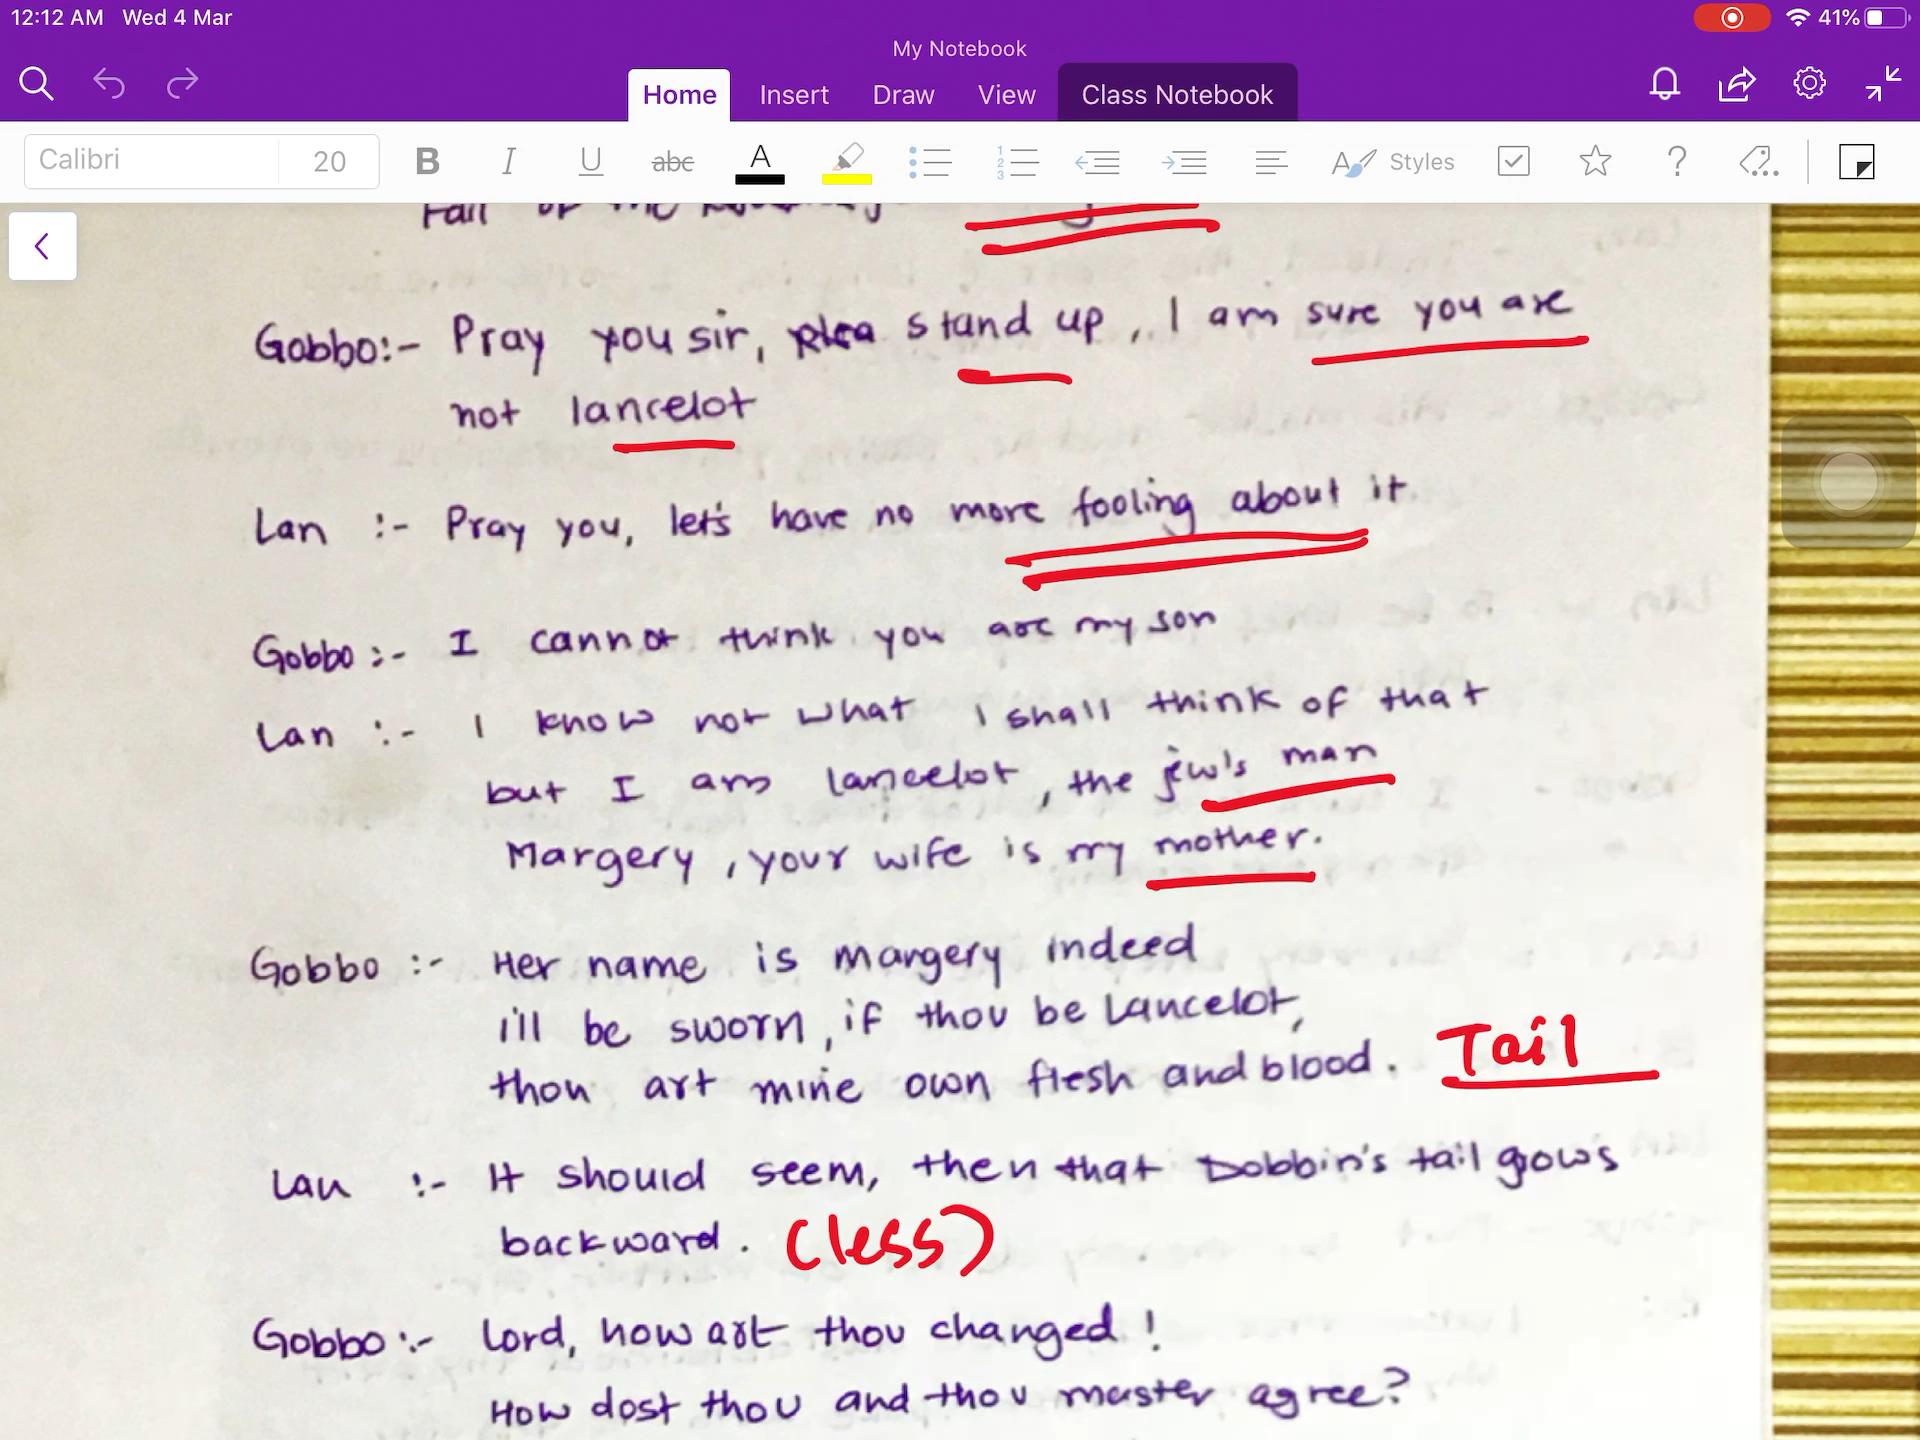 12:12 AM Wed 4 Mar
41%
My Notebook
Home Insert Draw View Class Notebook
Calibri 20 B I U abc A Styles
Gobbo:- Pray you sir, stand up, I am sure you are
not lancelot
Lan :- Pray you, let's have no more fooling about it.
Gobbo :- I cannot think you are my son
Lan :- I know not what I shall think of that
but I am lancelot, the jew's man
Margery, your wife is my mother.
Gobbo :- Her name is margery indeed
i'll be sworn, if thou be Lancelot,
thou art mine own flesh and blood. Tail
Lan :- It should seem, then that Dobbin's tail grows
backward. (less)
Gobbo :- Lord, how art thou changed!
How dost thou and thou master agree?